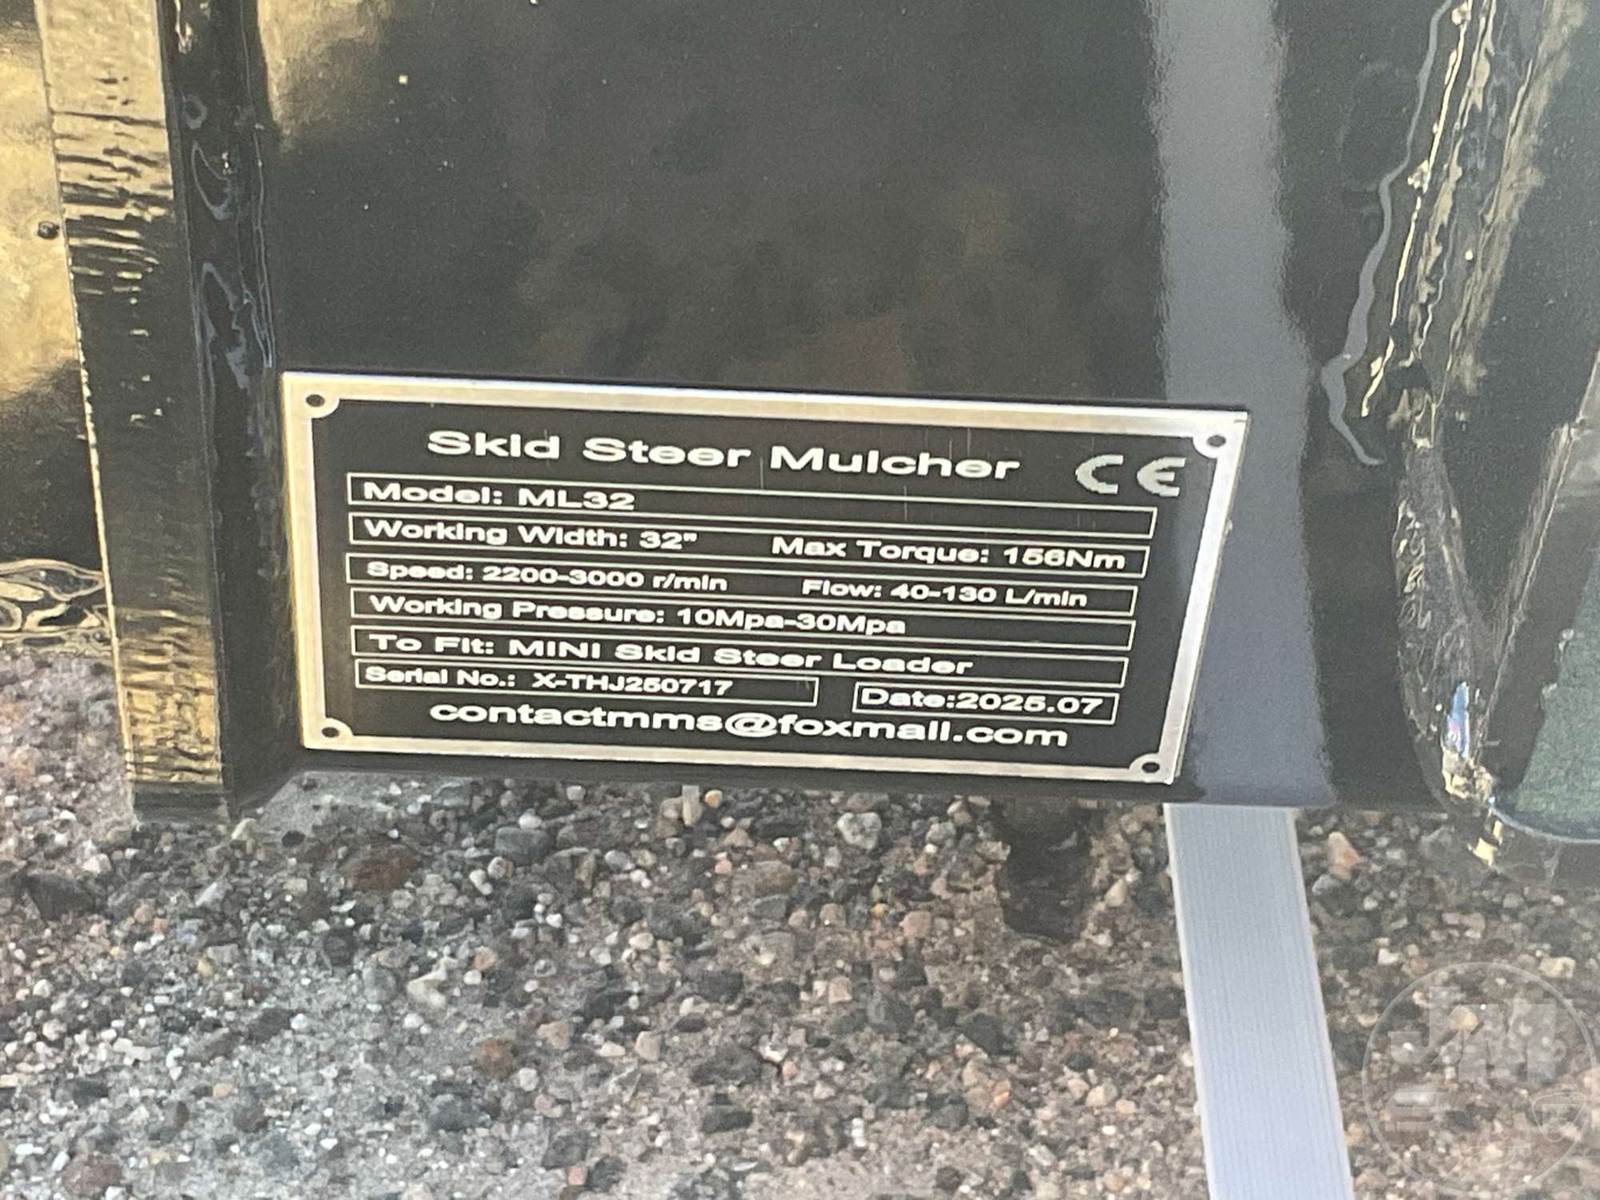 Skid Steer Mulcher CE
Model: ML32
Working Width: 32" Max Torque: 156Nm
Speed: 2200-3000 r/min Flow: 40-130 L/min
Working Pressure: 10Mpa-30Mpa
To Fit: MINI Skid Steer Loader
Serial No.: X-THJ250717 Date:2025.07
contactmms@foxmail.com
JM